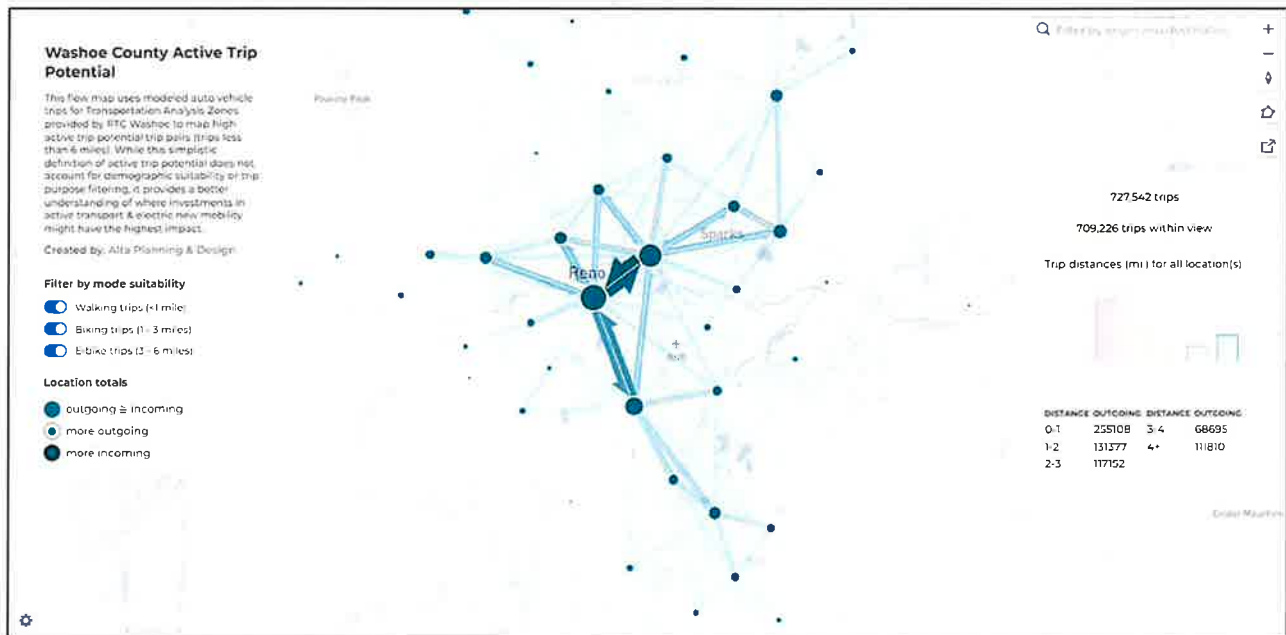 Washoe County Active Trip
Potential
This flow map uses modeled auto vehicle
trips for Transportation Analysis Zones
provided by RTC Washoe to map high
active trip potential trip pairs (trips less
than 6 miles). While this simplistic
definition of active trip potential does not
account for demographic suitability or trip
purpose filtering, it provides a better
understanding of where investments in
active transport & electric new mobility
might have the highest impact.
Created by: Alta Planning & Design
Filter by mode suitability
Walking trips (<1 mile)
Biking trips (1 - 3 miles)
E-bike trips (3 - 6 miles)
Location totals
outgoing ≅ incoming
more outgoing
more incoming
Peavine Peak
Reno
Sparks
Filter by origin or destination
727,542 trips
709,226 trips within view
Trip distances (mi.) for all location(s)
DISTANCE OUTGOING DISTANCE OUTGOING
0-1 255108 3-4 68695
1-2 131377 4+ 111810
2-3 117152